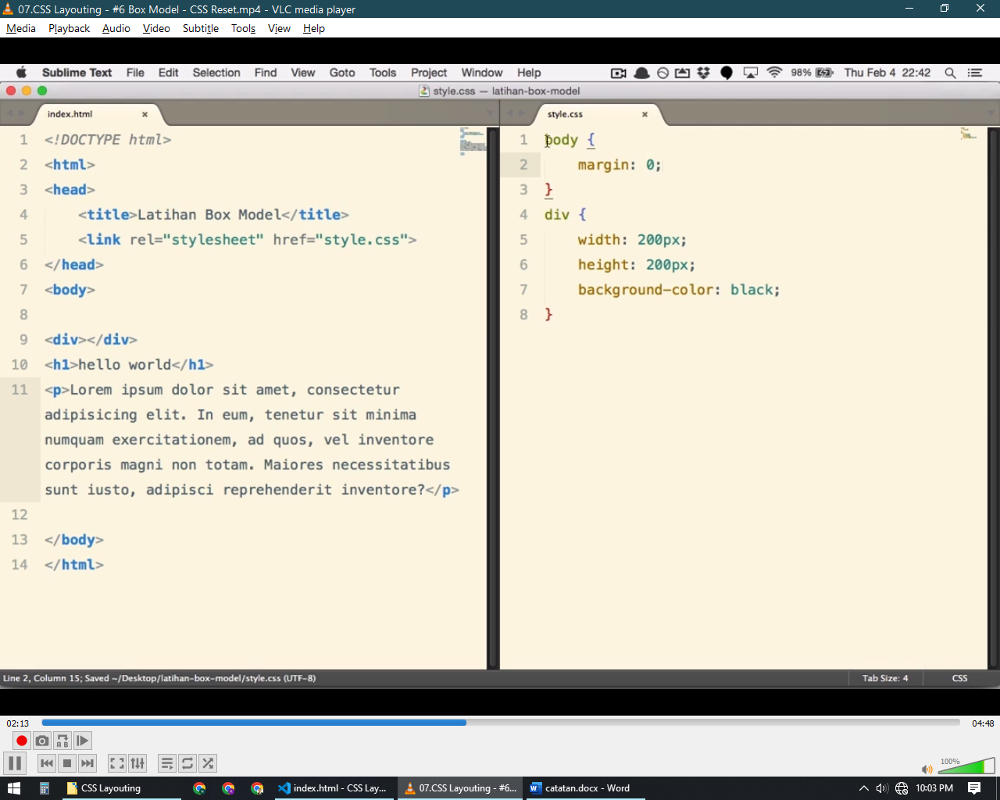 07.CSS Layouting - #6 Box Model - CSS Reset.mp4 - VLC media player
Media Playback Audio Video Subtitle Tools View Help
Sublime Text File Edit Selection Find View Goto Tools Project Window Help 98% Thu Feb 4 22:42
style.css — latihan-box-model
index.html
1 <!DOCTYPE html>
2 <html>
3 <head>
4 <title>Latihan Box Model</title>
5 <link rel="stylesheet" href="style.css">
6 </head>
7 <body>
8
9 <div></div>
10 <h1>hello world</h1>
11 <p>Lorem ipsum dolor sit amet, consectetur
adipisicing elit. In eum, tenetur sit minima
numquam exercitationem, ad quos, vel inventore
corporis magni non totam. Maiores necessitatibus
sunt iusto, adipisci reprehenderit inventore?</p>
12
13 </body>
14 </html>
style.css
1 body {
2 margin: 0;
3 }
4 div {
5 width: 200px;
6 height: 200px;
7 background-color: black;
8 }
Line 2, Column 15; Saved ~/Desktop/latihan-box-model/style.css (UTF-8) Tab Size: 4 CSS
02:13 04:48
A B
100%
CSS Layouting index.html - CSS Lay... 07.CSS Layouting - #6... catatan.docx - Word 10:03 PM